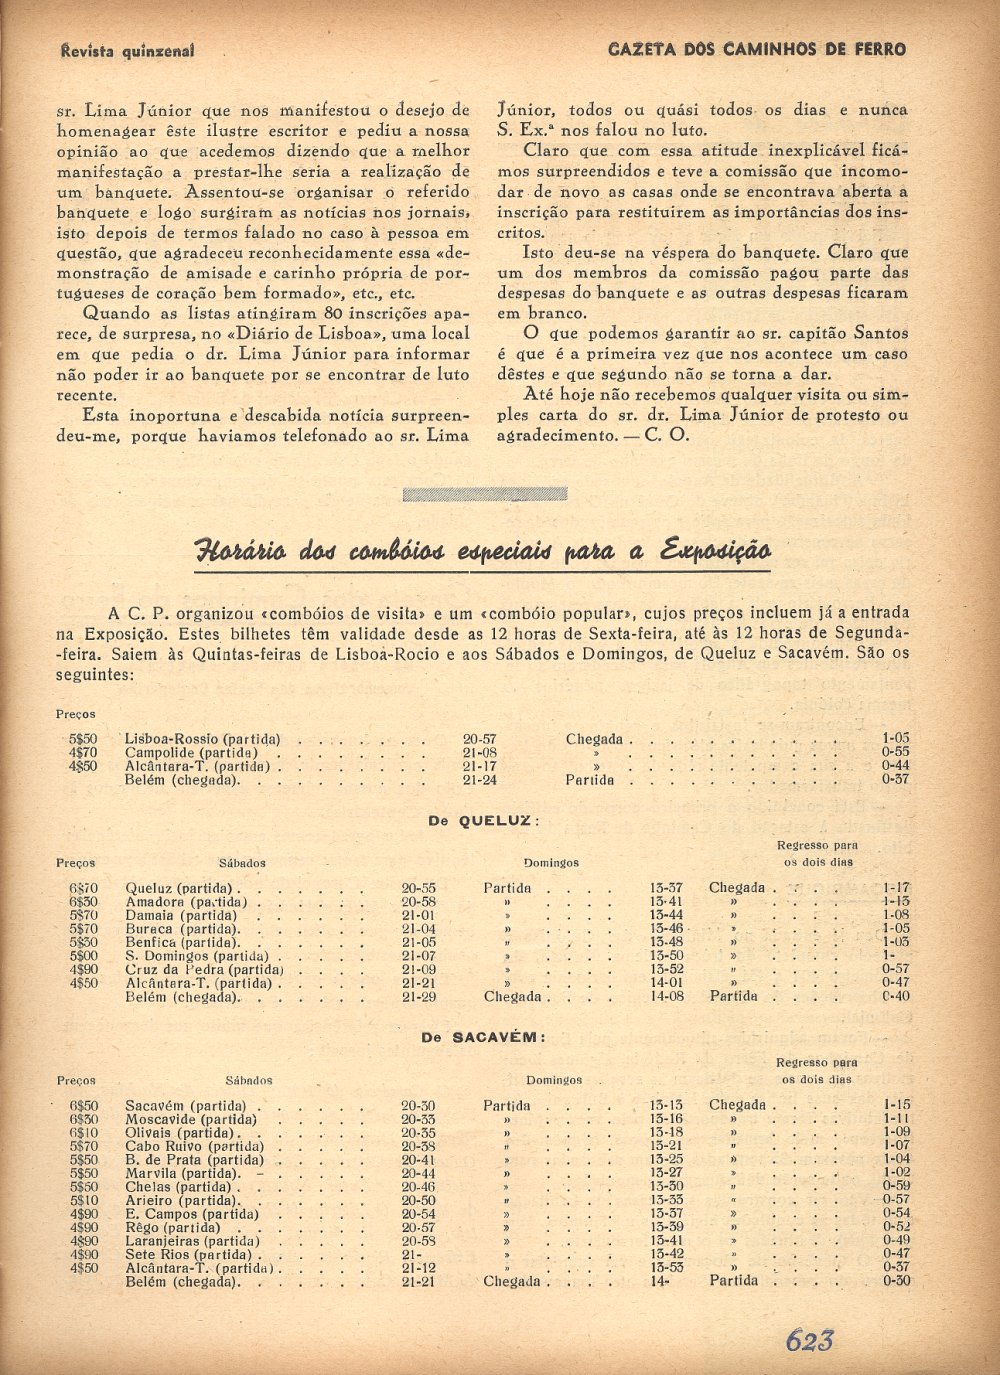 Revista quinzenal
GAZETA DOS CAMINHOS DE FERRO
sr. Lima Júnior que nos manifestou o desejo de
homenagear êste ilustre escritor e pediu a nossa
opinião ao que acedemos dizendo que a melhor
manifestação a prestar-lhe seria a realização de
um banquete. Assentou-se organisar o referido
banquete e logo surgiram as notícias nos jornais,
isto depois de termos falado no caso à pessoa em
questão, que agradeceu reconhecidamente essa «de-
monstração de amisade e carinho própria de por-
tugueses de coração bem formado», etc., etc.
Quando as listas atingiram 80 inscrições apa-
rece, de surpresa, no «Diário de Lisboa», uma local
em que pedia o dr. Lima Júnior para informar
não poder ir ao banquete por se encontrar de luto
recente.
Esta inoportuna e descabida notícia surpreen-
deu-me, porque haviamos telefonado ao sr. Lima
Júnior, todos ou quási todos os dias e nunca
S. Ex.ª nos falou no luto.
Claro que com essa atitude inexplicável ficá-
mos surpreendidos e teve a comissão que incomo-
dar de novo as casas onde se encontrava aberta a
inscrição para restituirem as importâncias dos ins-
critos.
Isto deu-se na véspera do banquete. Claro que
um dos membros da comissão pagou parte das
despesas do banquete e as outras despesas ficaram
em branco.
O que podemos garantir ao sr. capitão Santos
é que é a primeira vez que nos acontece um caso
dêstes e que segundo não se torna a dar.
Até hoje não recebemos qualquer visita ou sim-
ples carta do sr. dr. Lima Júnior de protesto ou
agradecimento. — C. O.
Horário dos combóios especiais para a Exposição
A C. P. organizou «combóios de visita» e um «combóio popular», cujos preços incluem já a entrada
na Exposição. Estes bilhetes têm validade desde as 12 horas de Sexta-feira, até às 12 horas de Segunda-
-feira. Saiem às Quintas-feiras de Lisboa-Rocio e aos Sábados e Domingos, de Queluz e Sacavém. São os
seguintes:
Preços
5$50 Lisboa-Rossio (partida) . . . . . . . 20-57 Chegada . . . . . . . . . . . 1-05
4$70 Campolide (partida) . . . . . . . . 21-08 » . . . . . . . . . . . 0-55
4$50 Alcântara-T. (partida) . . . . . . . 21-17 » . . . . . . . . . . . 0-44
Belém (chegada). . . . . . . . . 21-24 Partida . . . . . . . . . . . 0-37
De QUELUZ:
Preços Sábados Domingos Regresso para
os dois dias
6$70 Queluz (partida) . . . . . . . 20-55 Partida . . . . 13-37 Chegada . . . . 1-17
6$30 Amadora (partida) . . . . . . 20-58 » . . . . 13-41 » . . . . 1-13
5$70 Damaia (partida) . . . . . . 21-01 » . . . . 13-44 » . . . . 1-08
5$70 Buraca (partida). . . . . . . 21-04 » . . . . 13-46 » . . . . 1-05
5$30 Benfica (partida). . . . . . . 21-05 » . . . . 13-48 » . . . . 1-03
5$00 S. Domingos (partida) . . . . . 21-07 » . . . . 13-50 » . . . . 1-
4$90 Cruz da Pedra (partida) . . . . 21-09 » . . . . 13-52 » . . . . 0-57
4$50 Alcântara-T. (partida) . . . . . 21-21 » . . . . 14-01 » . . . . 0-47
Belém (chegada). . . . . . . 21-29 Chegada . . . . 14-08 Partida . . . . 0-40
De SACAVÉM:
Preços Sábados Domingos Regresso para
os dois dias
6$50 Sacavém (partida) . . . . . . 20-30 Partida . . . . 13-13 Chegada . . . . 1-15
6$30 Moscavide (partida) . . . . . 20-33 » . . . . 13-16 » . . . . 1-11
6$10 Olivais (partida) . . . . . . . 20-35 » . . . . 13-18 » . . . . 1-09
5$70 Cabo Ruivo (partida) . . . . . 20-38 » . . . . 13-21 » . . . . 1-07
5$50 B. de Prata (partida) . . . . . 20-41 » . . . . 13-25 » . . . . 1-04
5$50 Marvila (partida). . . . . . . 20-44 » . . . . 13-27 » . . . . 1-02
5$50 Chelas (partida) . . . . . . . 20-46 » . . . . 13-30 » . . . . 0-59
5$10 Arieiro (partida). . . . . . . 20-50 » . . . . 13-33 » . . . . 0-57
4$90 E. Campos (partida) . . . . . 20-54 » . . . . 13-37 » . . . . 0-54
4$90 Rêgo (partida) . . . . . . . 20-57 » . . . . 13-39 » . . . . 0-52
4$90 Laranjeiras (partida) . . . . . 20-58 » . . . . 13-41 » . . . . 0-49
4$90 Sete Rios (partida) . . . . . . 21- » . . . . 13-42 » . . . . 0-47
4$50 Alcântara-T. (partida) . . . . . 21-12 » . . . . 13-53 » . . . . 0-37
Belém (chegada). . . . . . . 21-21 Chegada . . . . 14- Partida . . . . 0-30
623